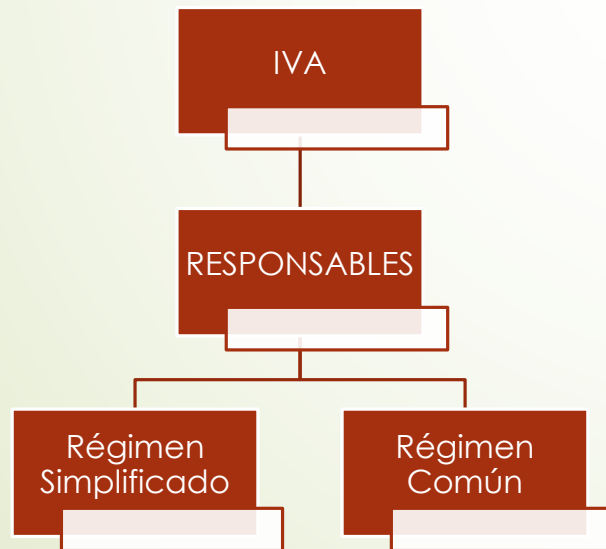 IVA
RESPONSABLES
Régimen
Simplificado
Régimen
Común